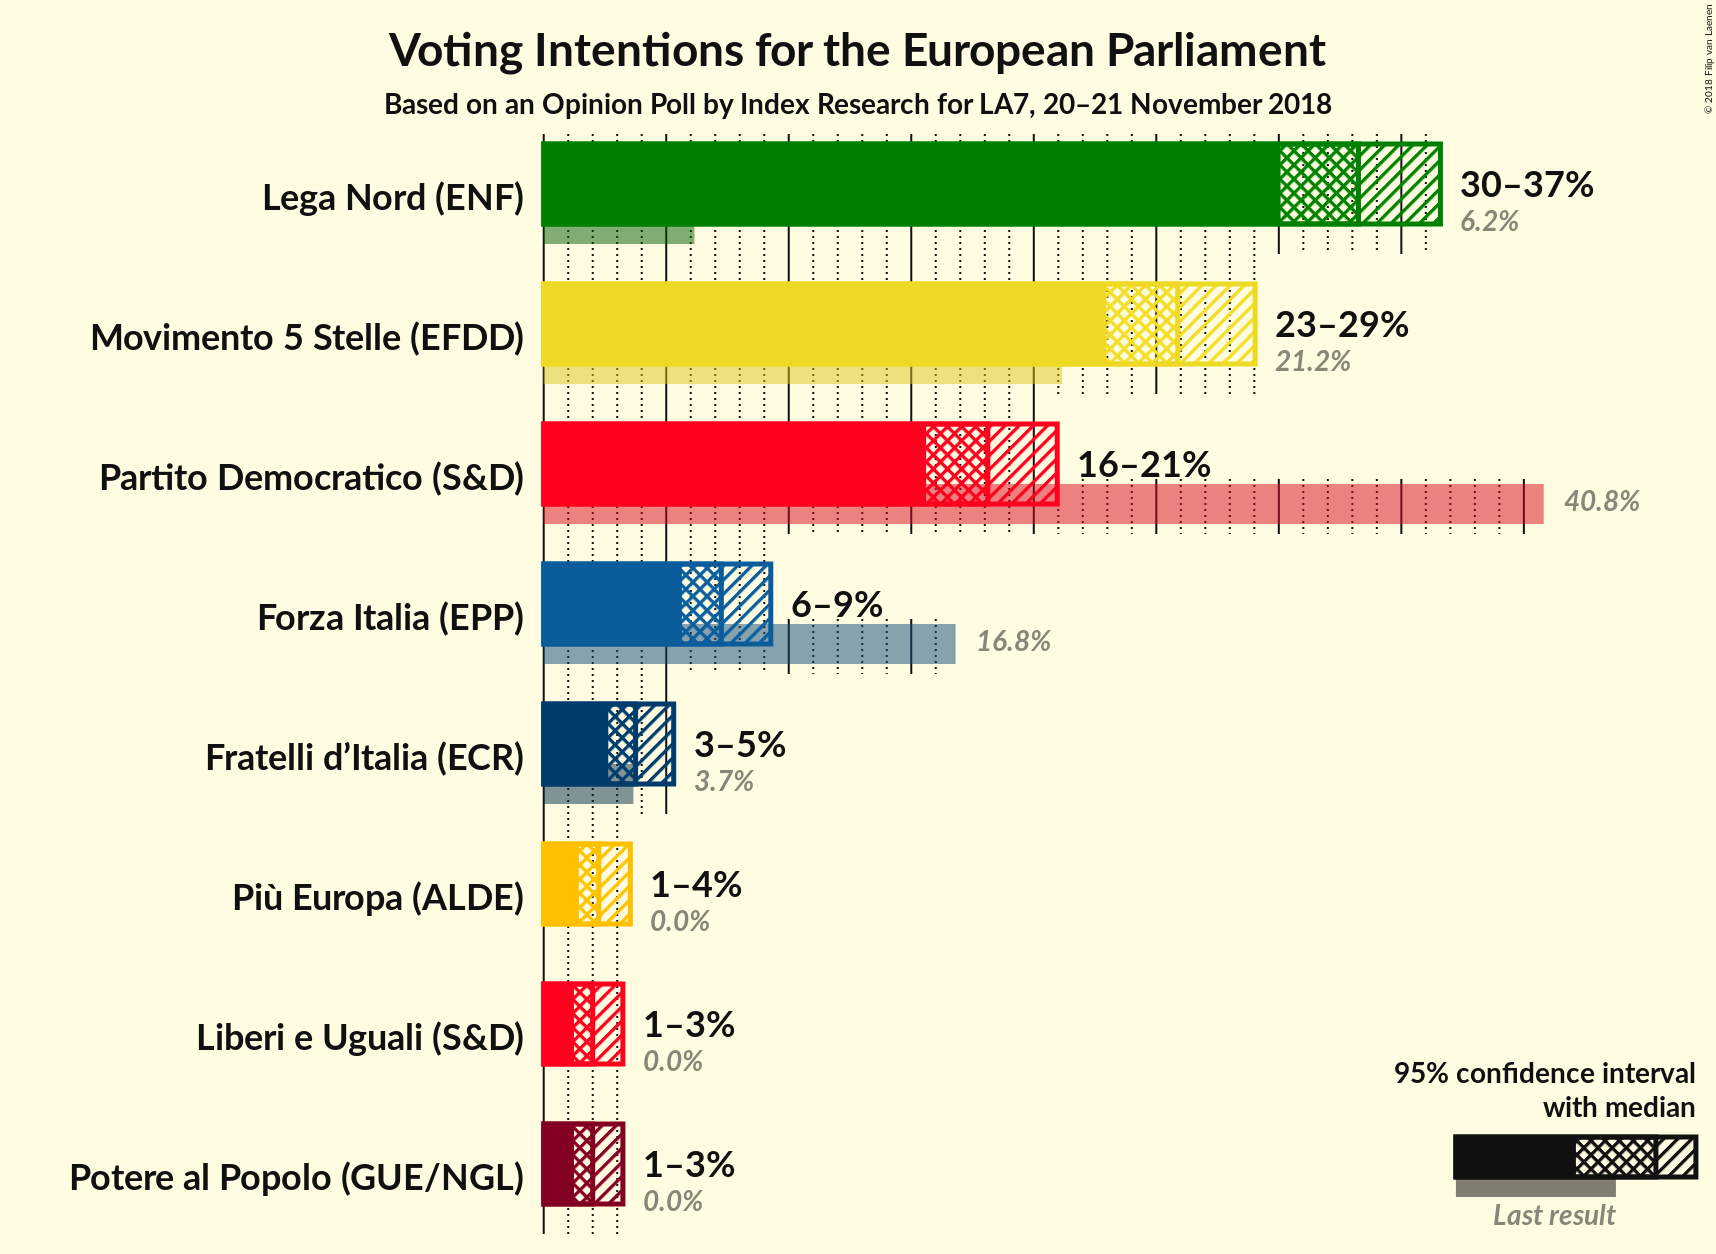 Voting Intentions for the European Parliament
Based on an Opinion Poll by Index Research for LA7, 20–21 November 2018
© 2018 Filip van Laenen
Lega Nord (ENF)
30–37%
6.2%
Movimento 5 Stelle (EFDD)
23–29%
21.2%
Partito Democratico (S&D)
16–21%
40.8%
Forza Italia (EPP)
6–9%
16.8%
Fratelli d’Italia (ECR)
3–5%
3.7%
Più Europa (ALDE)
1–4%
0.0%
Liberi e Uguali (S&D)
1–3%
0.0%
Potere al Popolo (GUE/NGL)
1–3%
0.0%
95% confidence interval
with median
Last result